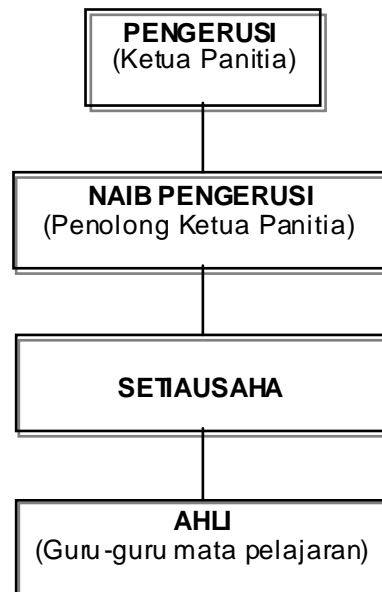 PENGERUSI
(Ketua Panitia)
NAIB PENGERUSI
(Penolong Ketua Panitia)
SETIAUSAHA
AHLI
(Guru-guru mata pelajaran)